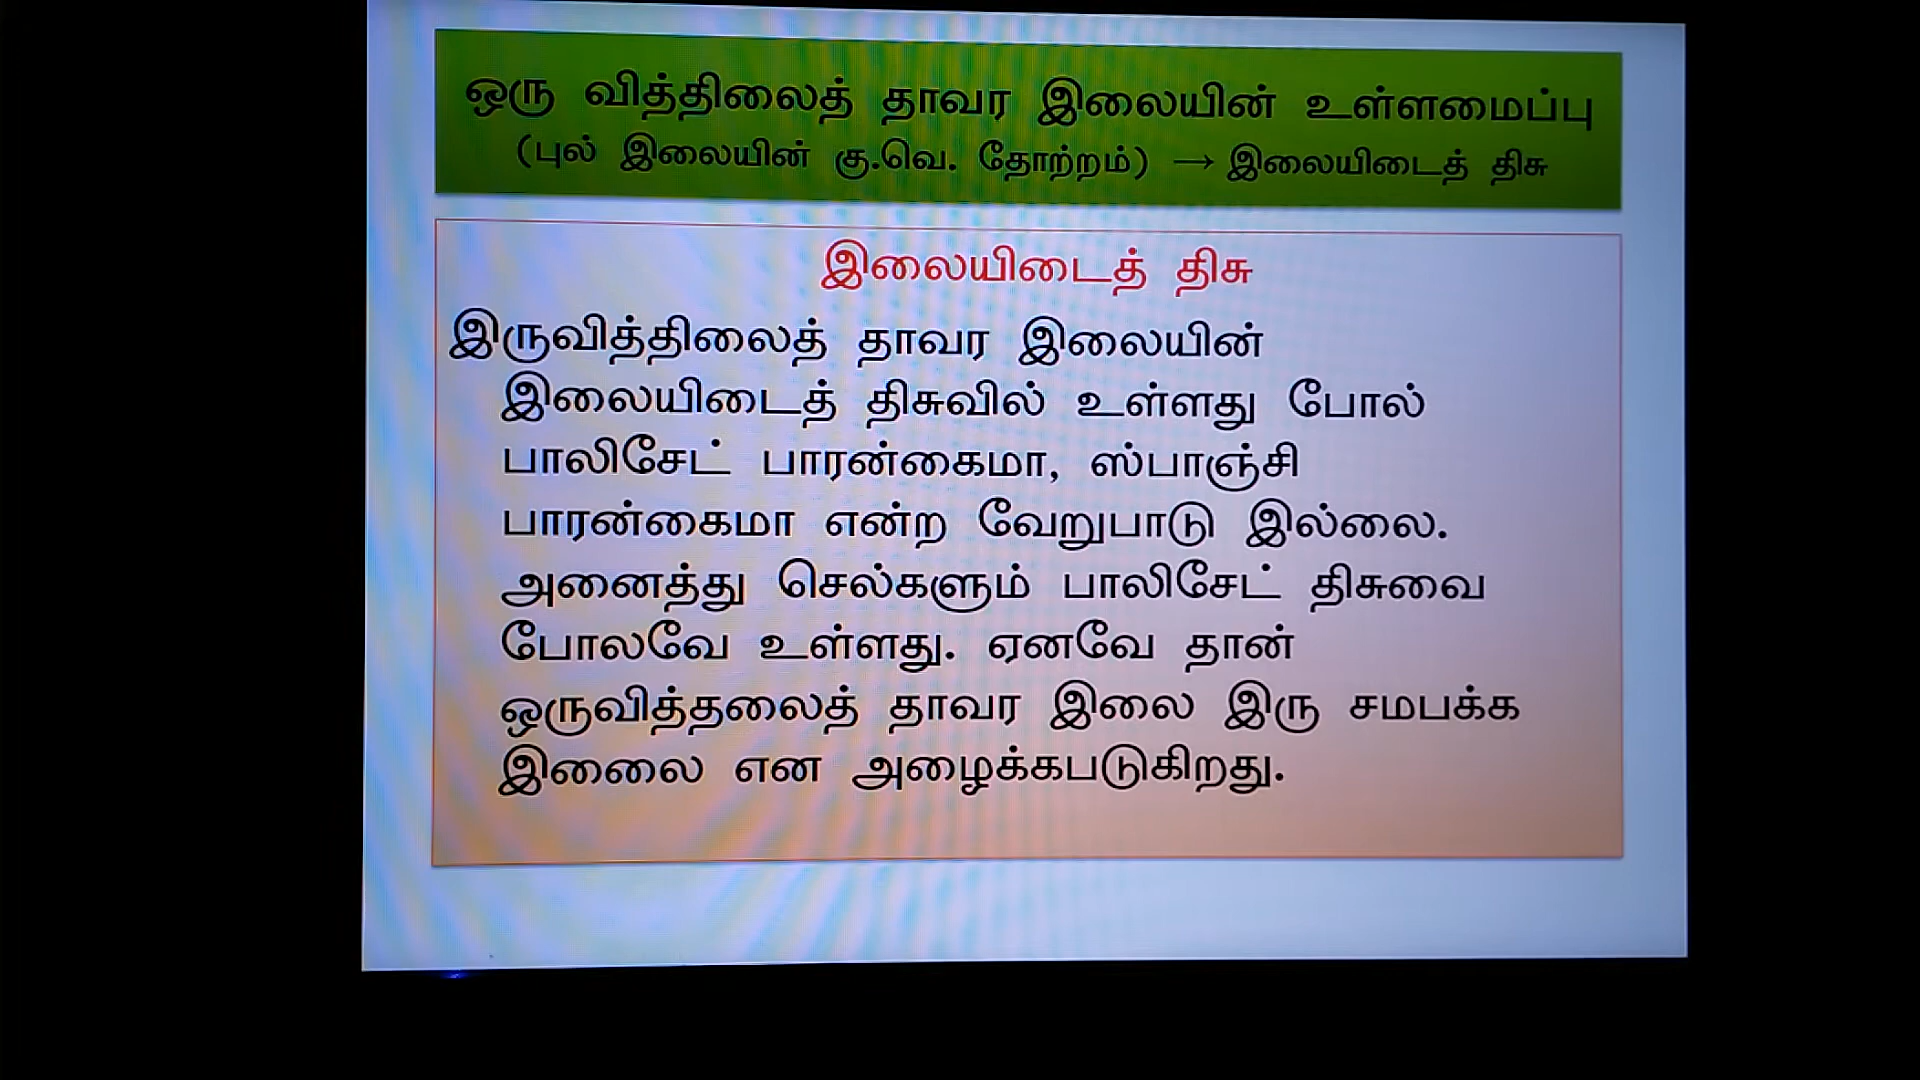 ஒரு வித்திலைத் தாவர இலையின் உள்ளமைப்பு
(புல் இலையின் கு.வெ. தோற்றம்) → இலையிடைத் திசு
இலையிடைத் திசு
இருவித்திலைத் தாவர இலையின்
இலையிடைத் திசுவில் உள்ளது போல்
பாலிசேட் பாரன்கைமா, ஸ்பாஞ்சி
பாரன்கைமா என்ற வேறுபாடு இல்லை.
அனைத்து செல்களும் பாலிசேட் திசுவை
போலவே உள்ளது. ஏனவே தான்
ஒருவித்தலைத் தாவர இலை இரு சமபக்க
இலைை என அழைக்கபடுகிறது.